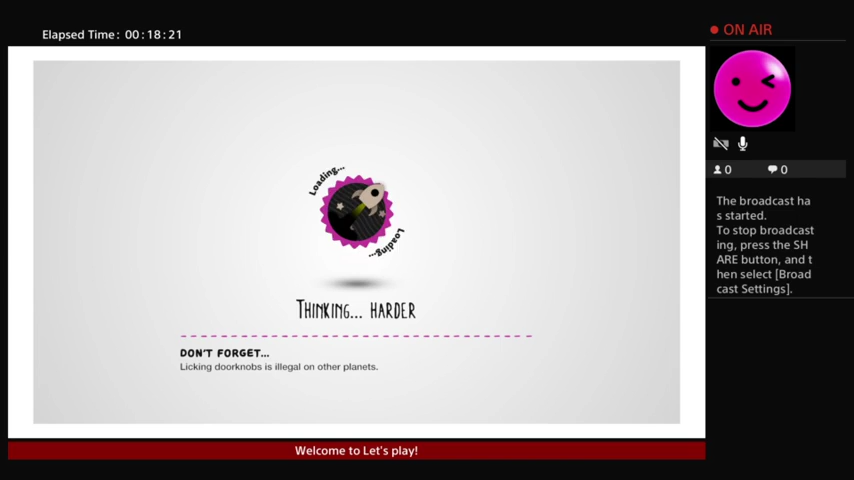 Elapsed Time: 00:18:21
ON AIR
Loading...
Loading...
THINKING... HARDER
DON'T FORGET...
Licking doorknobs is illegal on other planets.
0 0
The broadcast ha
s started.
To stop broadcast
ing, press the SH
ARE button, and t
hen select [Broad
cast Settings].
Welcome to Let's play!